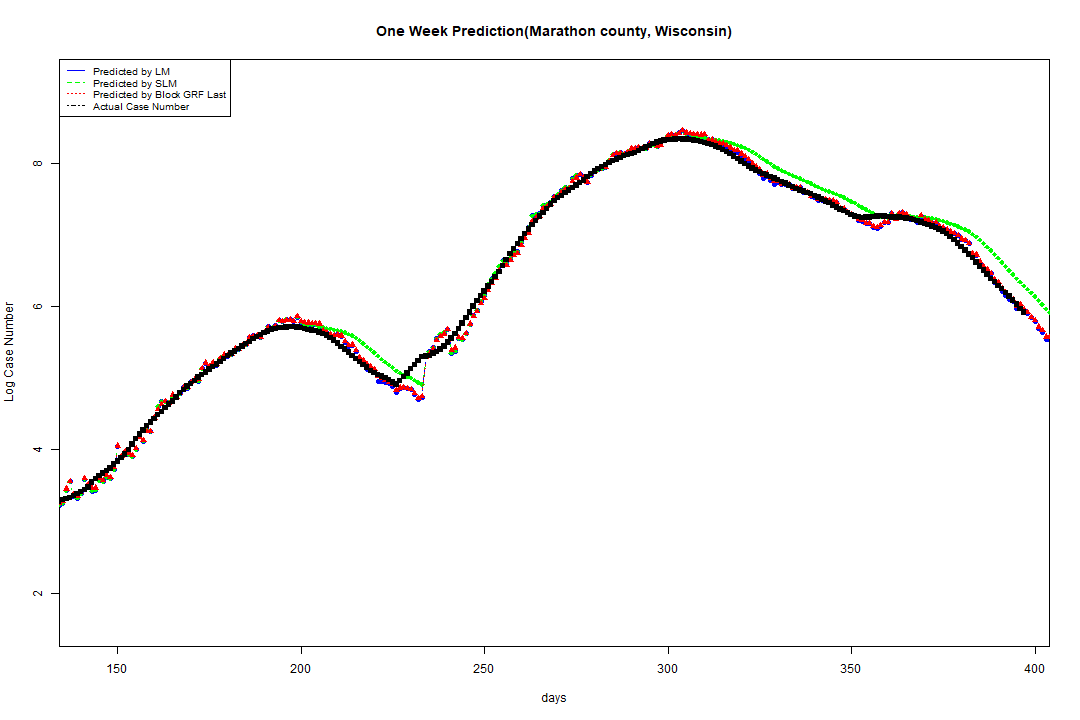 One Week Prediction(Marathon county, Wisconsin)
Predicted by LM
Predicted by SLM
Predicted by Block GRF Last
Actual Case Number
Log Case Number
8
6
4
2
150 200 250 300 350 400
days